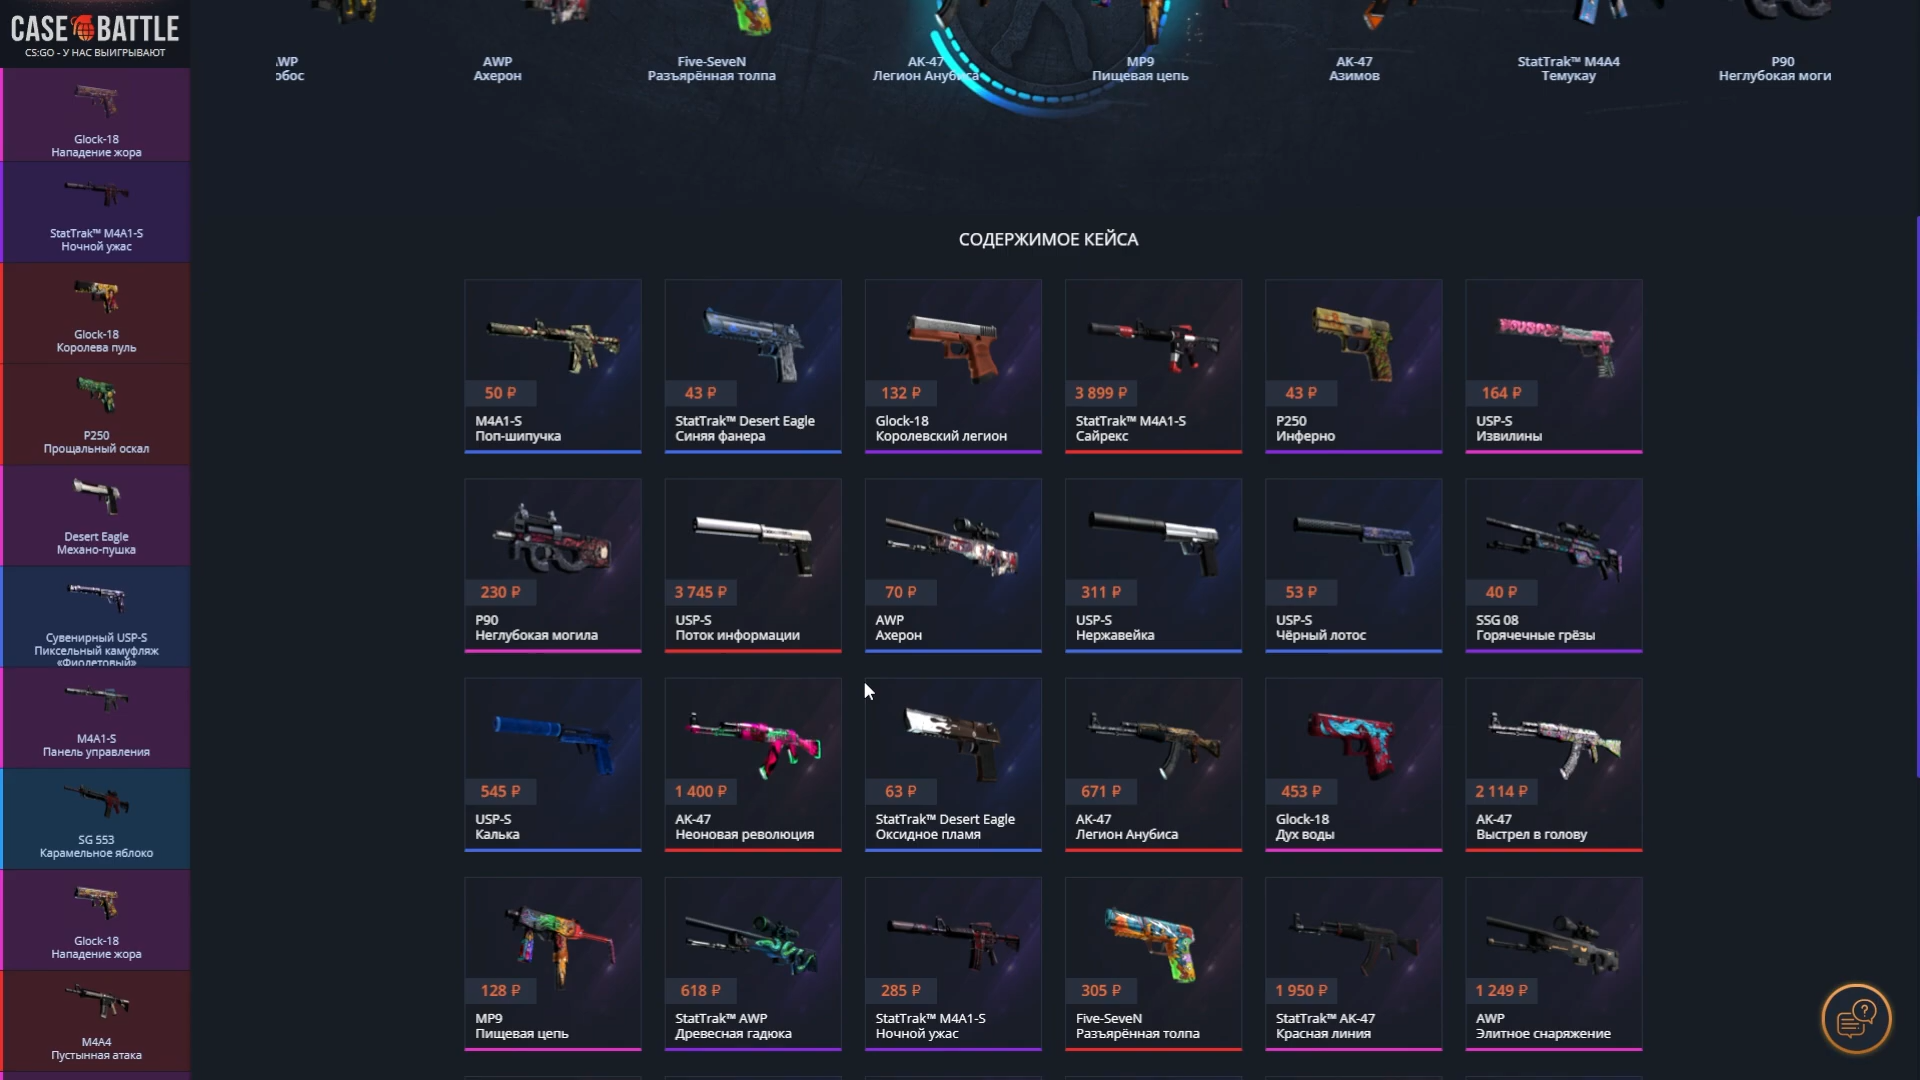 CASE BATTLE
CS:GO - У НАС ВЫИГРЫВАЮТ
Glock-18
Нападение жора
StatTrak™ M4A1-S
Ночной ужас
Glock-18
Королева пуль
P250
Прощальный оскал
Desert Eagle
Механо-пушка
Сувенирный USP-S
Пиксельный камуфляж
«Фиолетовый»
M4A1-S
Панель управления
SG 553
Карамельное яблоко
Glock-18
Нападение жора
M4A4
Пустынная атака
AWP
Ахерон
Five-SeveN
Разъярённая толпа
AK-47
Легион Анубиса
MP9
Пищевая цепь
AK-47
Азимов
StatTrak™ M4A4
Темукау
P90
Неглубокая моги
СОДЕРЖИМОЕ КЕЙСА
50 ₽
M4A1-S
Поп-шипучка
43 ₽
StatTrak™ Desert Eagle
Синяя фанера
132 ₽
Glock-18
Королевский легион
3 899 ₽
StatTrak™ M4A1-S
Сайрекс
43 ₽
P250
Инферно
164 ₽
USP-S
Извилины
230 ₽
P90
Неглубокая могила
3 745 ₽
USP-S
Поток информации
70 ₽
AWP
Ахерон
311 ₽
USP-S
Нержавейка
53 ₽
USP-S
Чёрный лотос
40 ₽
SSG 08
Горячечные грёзы
545 ₽
USP-S
Калька
1 400 ₽
AK-47
Неоновая революция
63 ₽
StatTrak™ Desert Eagle
Оксидное пламя
671 ₽
AK-47
Легион Анубиса
453 ₽
Glock-18
Дух воды
2 114 ₽
AK-47
Выстрел в голову
128 ₽
MP9
Пищевая цепь
618 ₽
StatTrak™ AWP
Древесная гадюка
285 ₽
StatTrak™ M4A1-S
Ночной ужас
305 ₽
Five-SeveN
Разъярённая толпа
1 950 ₽
StatTrak™ AK-47
Красная линия
1 249 ₽
AWP
Элитное снаряжение